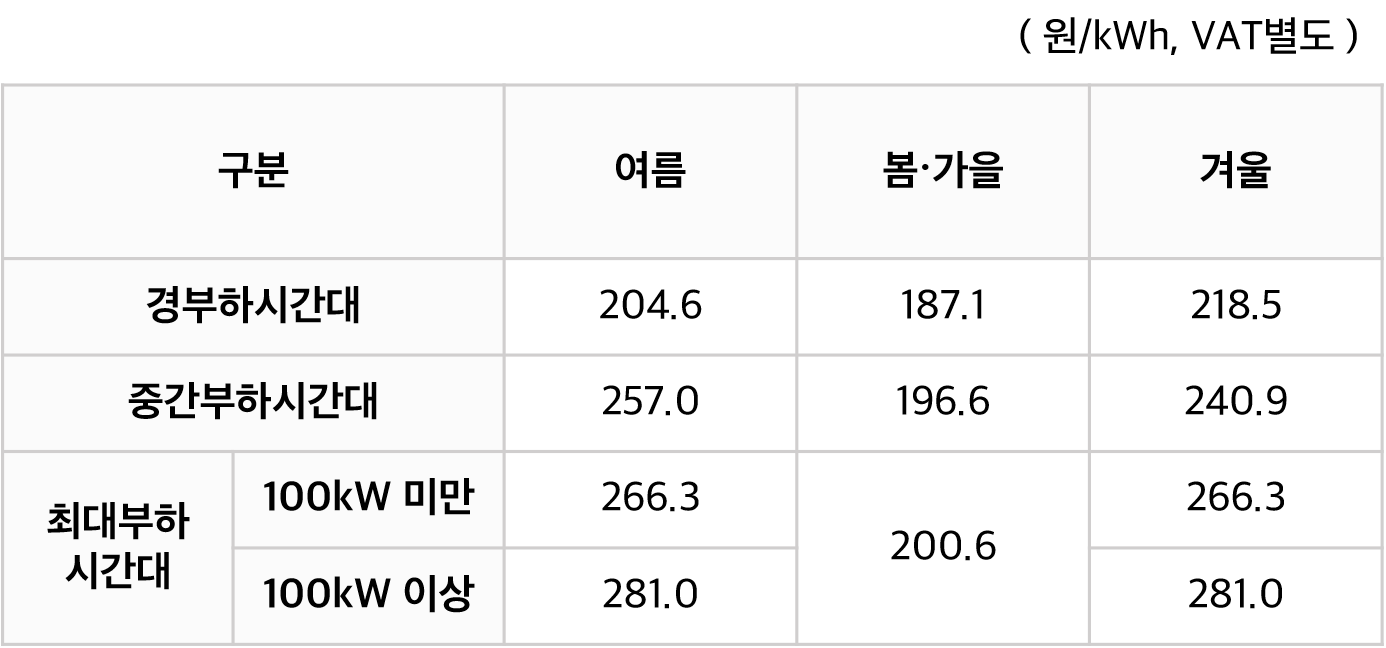 ( 원/kWh, VAT별도 )
구분 여름 봄·가을 겨울
경부하시간대 204.6 187.1 218.5
중간부하시간대 257.0 196.6 240.9
최대부하
시간대
100kW 미만 266.3 200.6 266.3
100kW 이상 281.0 281.0